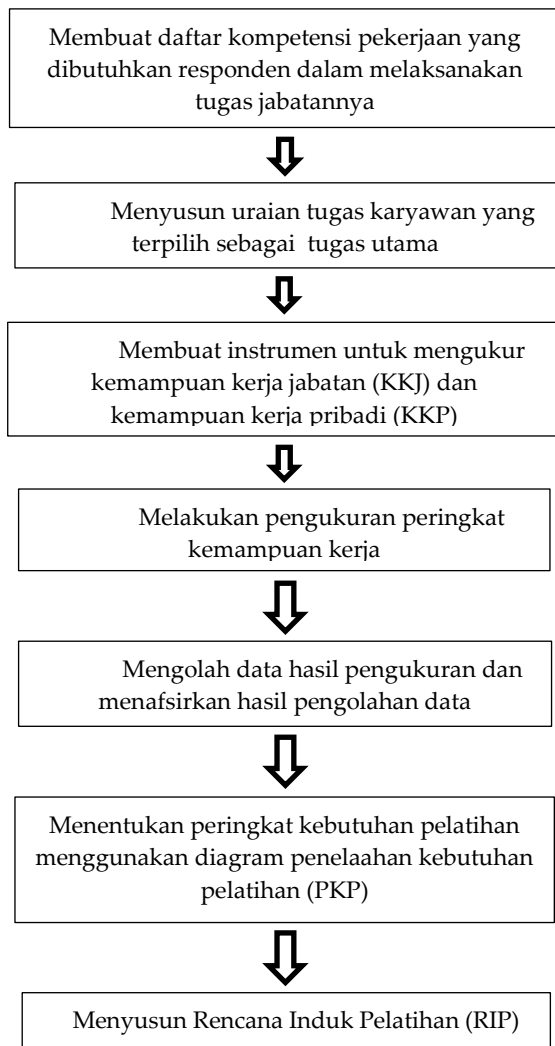 Membuat daftar kompetensi pekerjaan yang
dibutuhkan responden dalam melaksanakan
tugas jabatannya
Menyusun uraian tugas karyawan yang
terpilih sebagai tugas utama
Membuat instrumen untuk mengukur
kemampuan kerja jabatan (KKJ) dan
kemampuan kerja pribadi (KKP)
Melakukan pengukuran peringkat
kemampuan kerja
Mengolah data hasil pengukuran dan
menafsirkan hasil pengolahan data
Menentukan peringkat kebutuhan pelatihan
menggunakan diagram penelaahan kebutuhan
pelatihan (PKP)
Menyusun Rencana Induk Pelatihan (RIP)